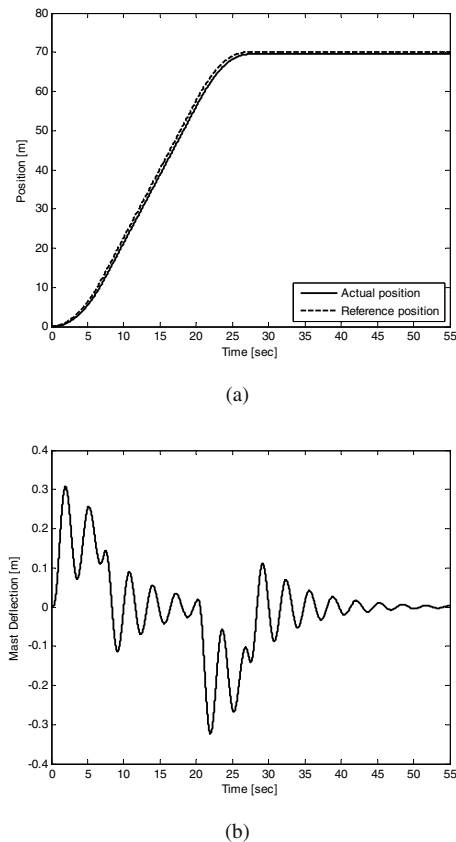 80
70
60
50
40
30
20
10
0
Position [m]
Actual position
Reference position
0 5 10 15 20 25 30 35 40 45 50 55
Time [sec]
(a)
0.4
0.3
0.2
0.1
0
-0.1
-0.2
-0.3
-0.4
Mast Deflection [m]
0 5 10 15 20 25 30 35 40 45 50 55
Time [sec]
(b)